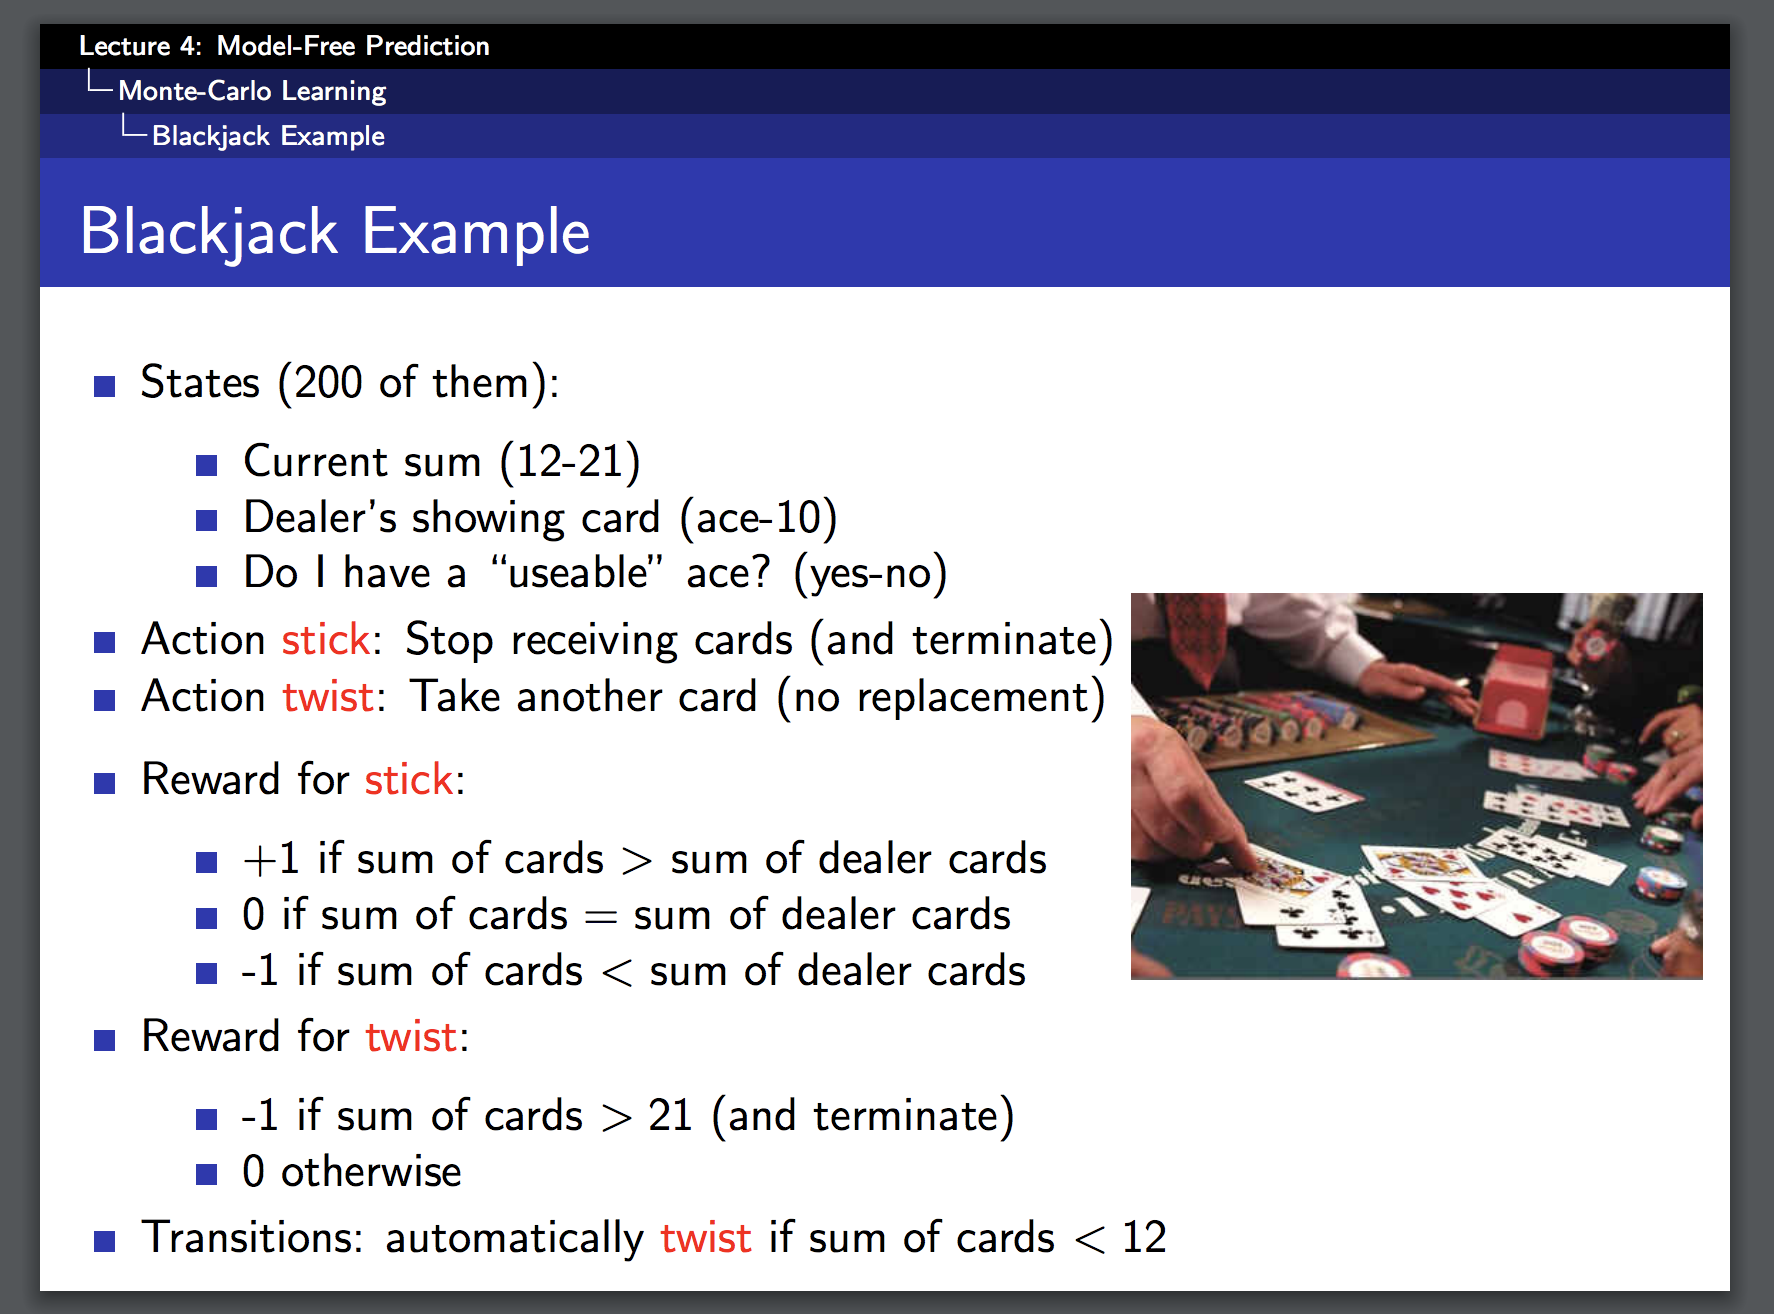 Lecture 4: Model-Free Prediction
Monte-Carlo Learning
Blackjack Example
Blackjack Example
States (200 of them):
Current sum (12-21)
Dealer's showing card (ace-10)
Do I have a “useable” ace? (yes-no)
Action stick: Stop receiving cards (and terminate)
Action twist: Take another card (no replacement)
Reward for stick:
+1 if sum of cards > sum of dealer cards
0 if sum of cards = sum of dealer cards
-1 if sum of cards < sum of dealer cards
Reward for twist:
-1 if sum of cards > 21 (and terminate)
0 otherwise
Transitions: automatically twist if sum of cards < 12
PAYS